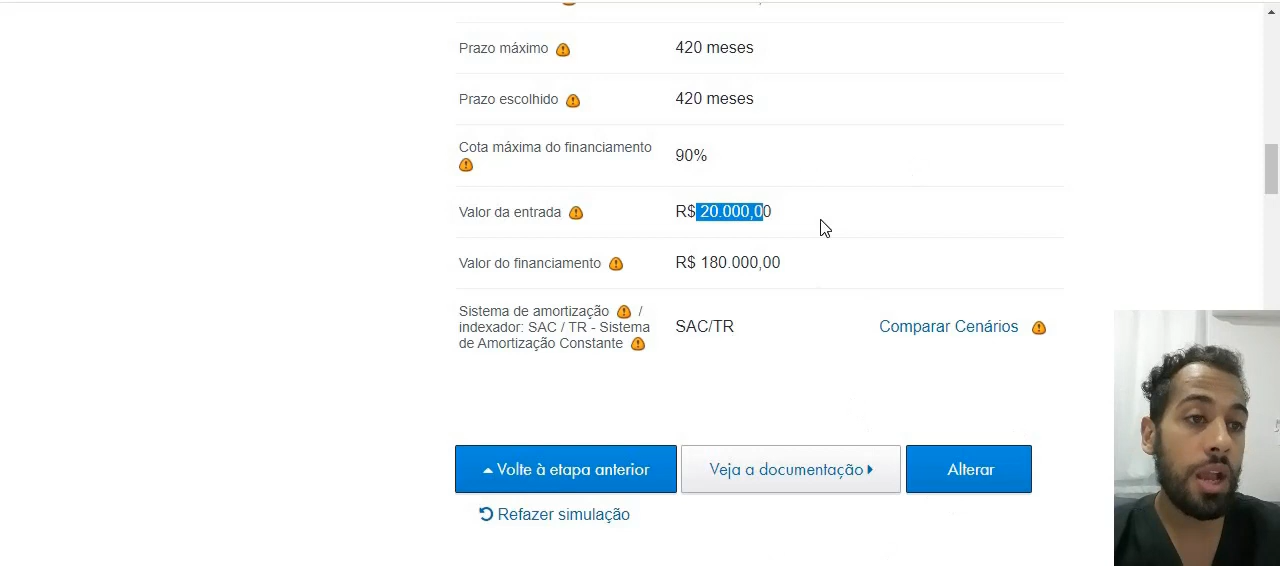 Prazo máximo
420 meses
Prazo escolhido
420 meses
Cota máxima do financiamento
90%
Valor da entrada
R$ 20.000,00
Valor do financiamento
R$ 180.000,00
Sistema de amortização /
indexador: SAC / TR - Sistema
de Amortização Constante
SAC/TR
Comparar Cenários
Volte à etapa anterior
Veja a documentação
Alterar
Refazer simulação